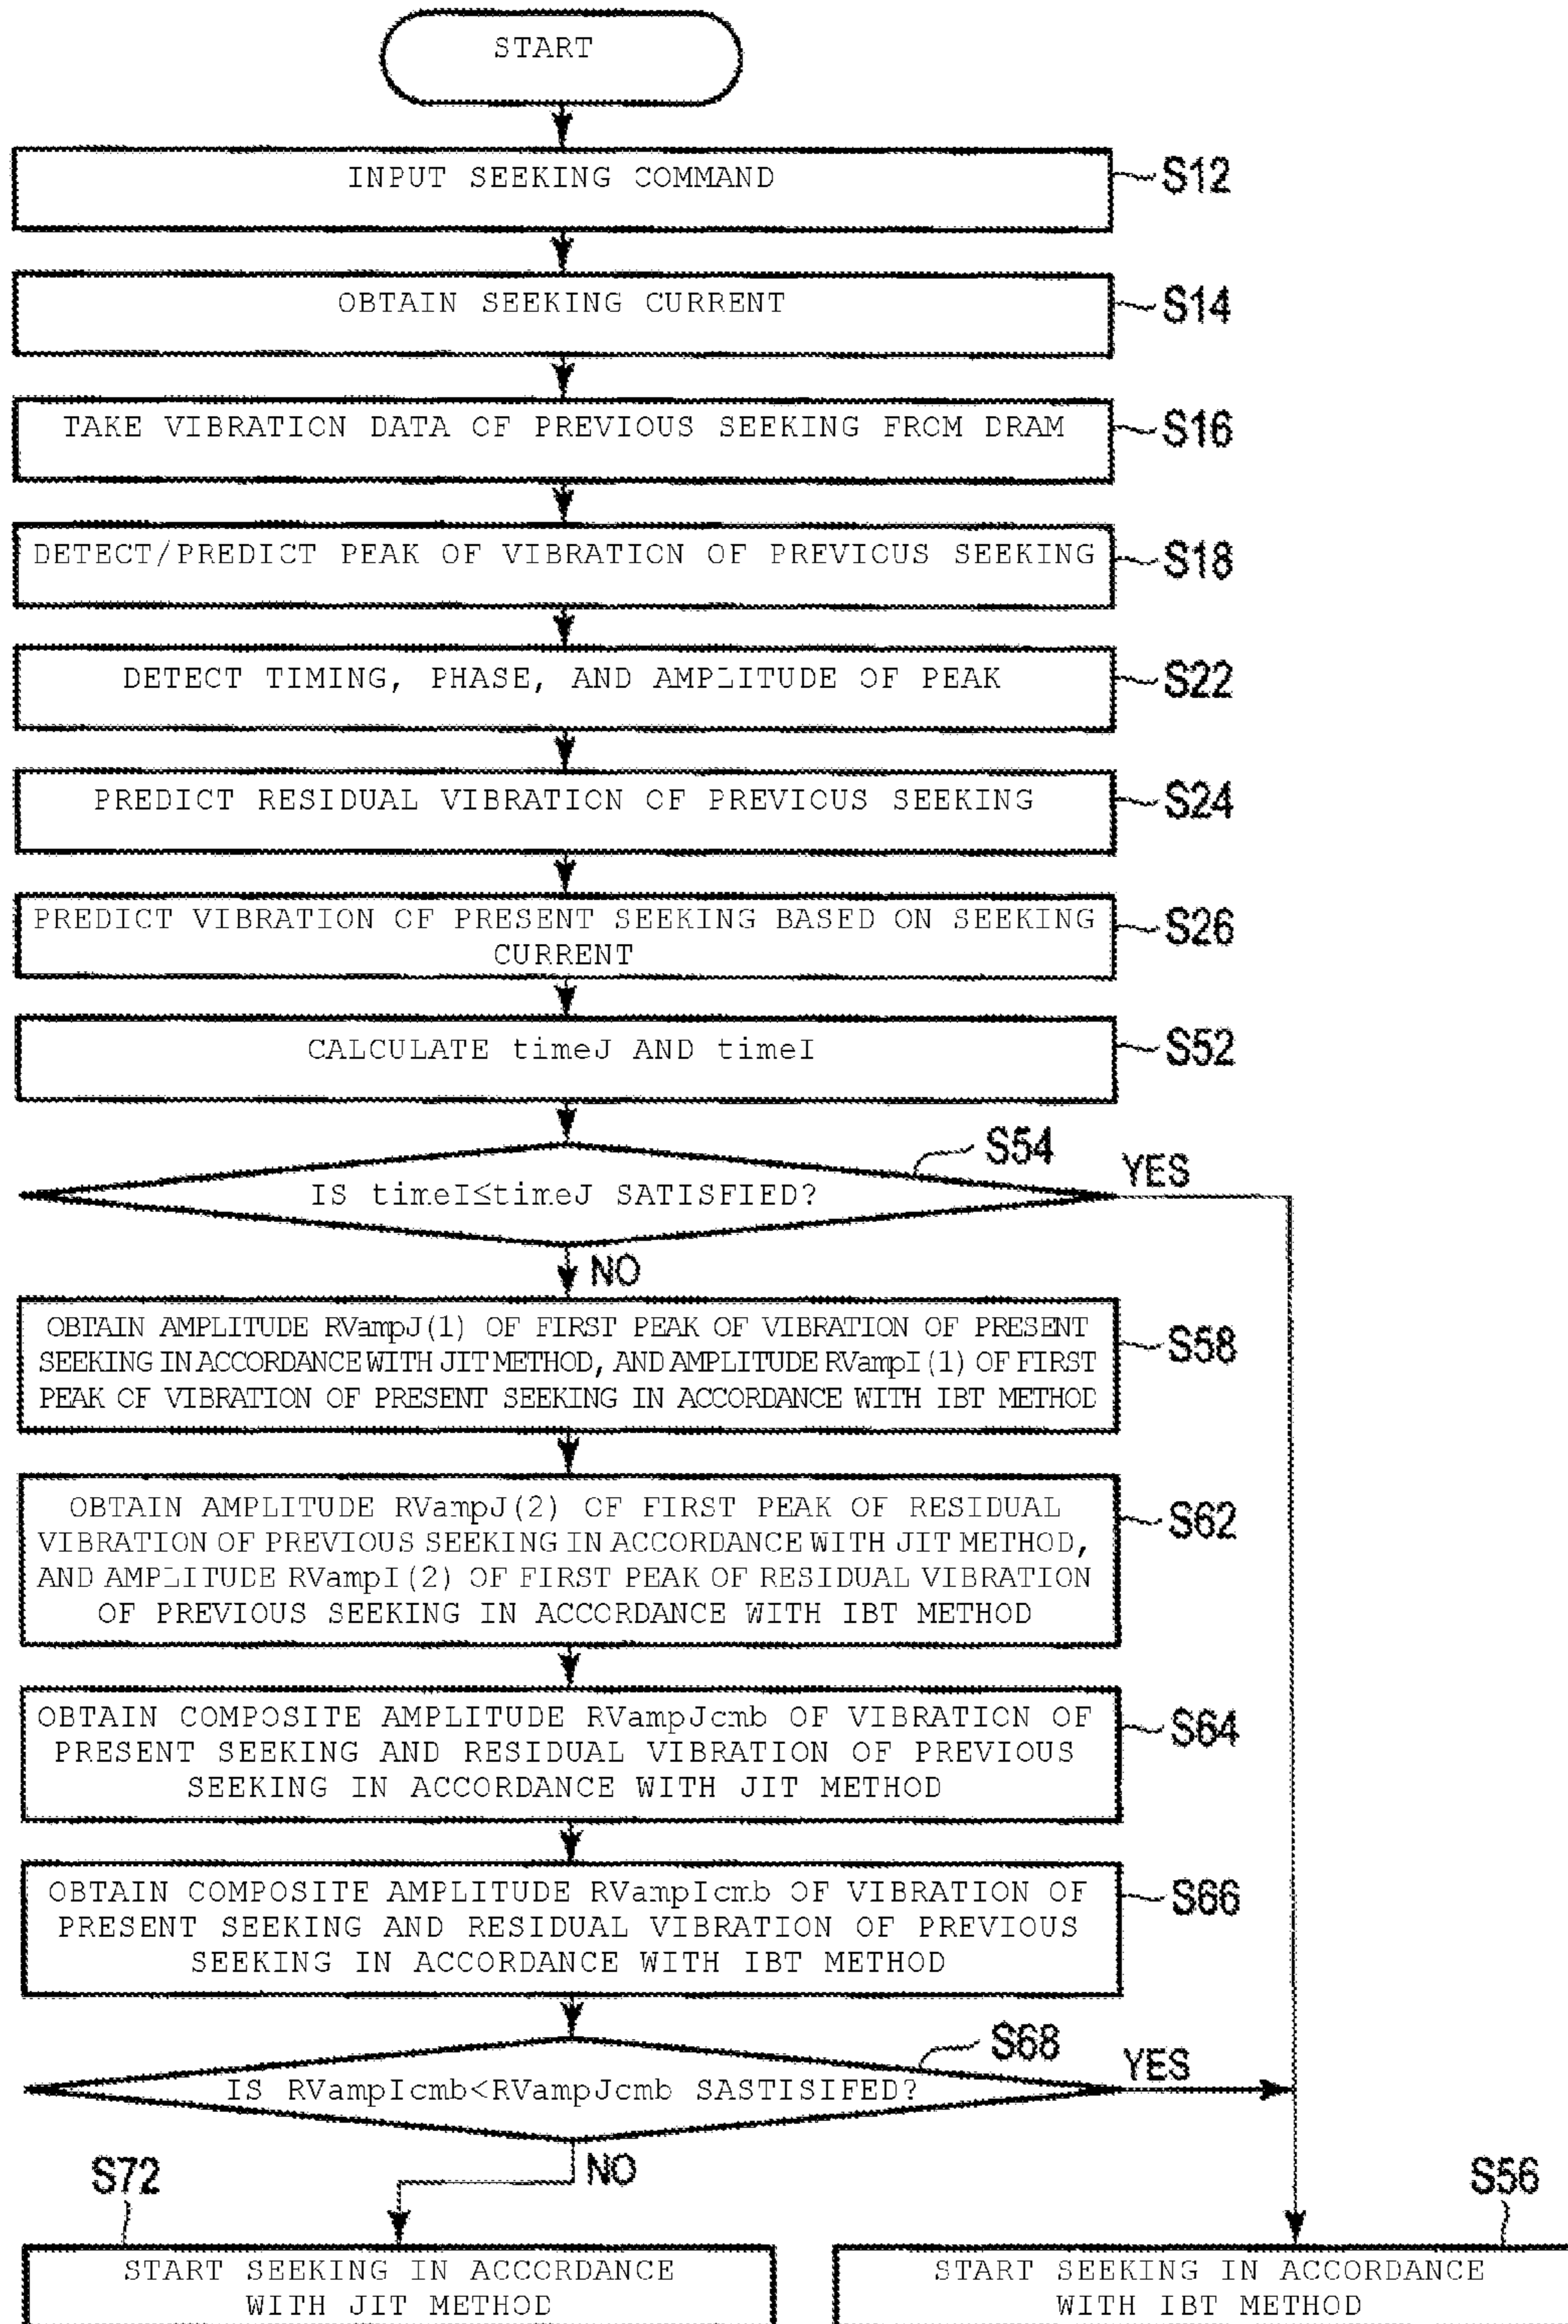 START
INPUT SEEKING COMMAND
S12
OBTAIN SEEKING CURRENT
S14
TAKE VIBRATION DATA OF PREVIOUS SEEKING FROM DRAM
S16
DETECT/PREDICT PEAK OF VIBRATION OF PREVIOUS SEEKING
S18
DETECT TIMING, PHASE, AND AMPLITUDE OF PEAK
S22
PREDICT RESIDUAL VIBRATION OF PREVIOUS SEEKING
S24
PREDICT VIBRATION OF PRESENT SEEKING BASED ON SEEKING
CURRENT
S26
CALCULATE timeJ AND timeI
S52
S54
IS timeI≤timeJ SATISFIED?
YES
NO
OBTAIN AMPLITUDE RVampJ(1) OF FIRST PEAK OF VIBRATION OF PRESENT
SEEKING IN ACCORDANCE WITH JIT METHOD, AND AMPLITUDE RVampI(1) OF FIRST
PEAK OF VIBRATION OF PRESENT SEEKING IN ACCORDANCE WITH IBT METHOD
S58
OBTAIN AMPLITUDE RVampJ(2) OF FIRST PEAK OF RESIDUAL
VIBRATION OF PREVIOUS SEEKING IN ACCORDANCE WITH JIT METHOD,
AND AMPLITUDE RVampI(2) OF FIRST PEAK OF RESIDUAL VIBRATION
OF PREVIOUS SEEKING IN ACCORDANCE WITH IBT METHOD
S62
OBTAIN COMPOSITE AMPLITUDE RVampJcmb OF VIBRATION OF
PRESENT SEEKING AND RESIDUAL VIBRATION OF PREVIOUS
SEEKING IN ACCORDANCE WITH JIT METHOD
S64
OBTAIN COMPOSITE AMPLITUDE RVampIcmb OF VIBRATION OF
PRESENT SEEKING AND RESIDUAL VIBRATION OF PREVIOUS
SEEKING IN ACCORDANCE WITH IBT METHOD
S66
S68
IS RVampIcmb<RVampJcmb SASTISIFED?
YES
NO
S72
START SEEKING IN ACCORDANCE
WITH JIT METHOD
S56
START SEEKING IN ACCORDANCE
WITH IBT METHOD